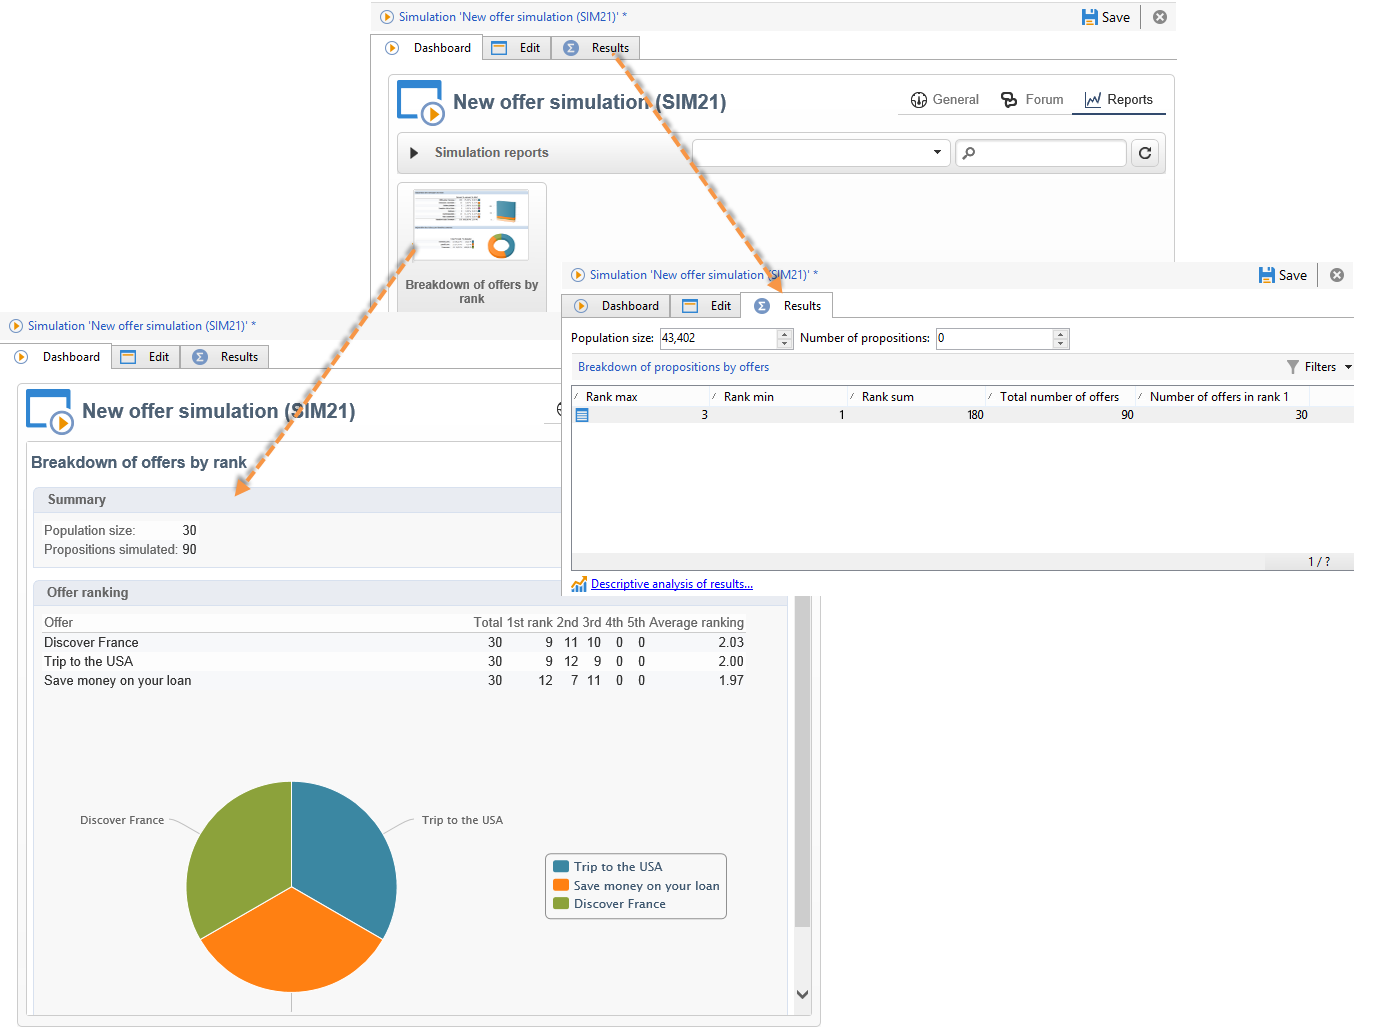 Simulation 'New offer simulation (SIM21)' *
Save
Dashboard
Edit
Results
New offer simulation (SIM21)
General
Forum
Reports
Simulation reports
Breakdown of offers by
rank
Simulation 'New offer simulation (SIM21)' *
Save
Dashboard
Edit
Results
Population size: 43,402
Number of propositions: 0
Breakdown of propositions by offers
Filters
Rank max Rank min Rank sum Total number of offers Number of offers in rank 1
3 1 180 90 30
1 / ?
Descriptive analysis of results...
Simulation 'New offer simulation (SIM21)' *
Dashboard
Edit
Results
New offer simulation (SIM21)
Breakdown of offers by rank
Summary
Population size: 30
Propositions simulated: 90
Offer ranking
Offer Total 1st rank 2nd 3rd 4th 5th Average ranking
Discover France 30 9 11 10 0 0 2.03
Trip to the USA 30 9 12 9 0 0 2.00
Save money on your loan 30 12 7 11 0 0 1.97
Discover France
Trip to the USA
Trip to the USA
Save money on your loan
Discover France